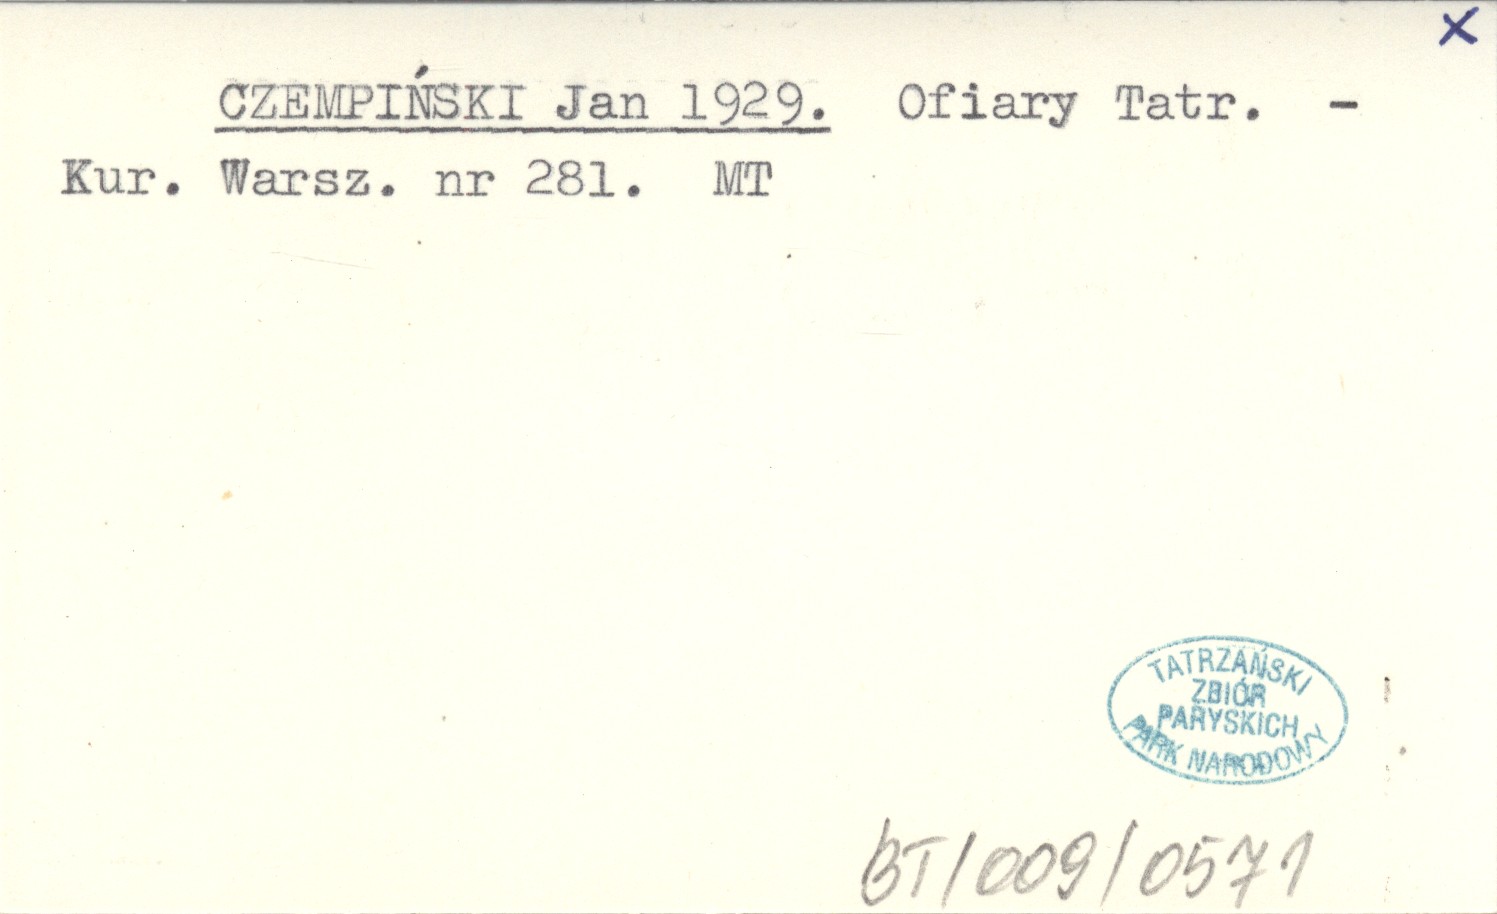 X
CZEMPIŃSKI Jan 1929. Ofiary Tatr. -
Kur. Warsz. nr 281. MT
TATRZAŃSKI
ZBIÓR
PARYSKICH
PARK NARODOWY
BT/009/0571